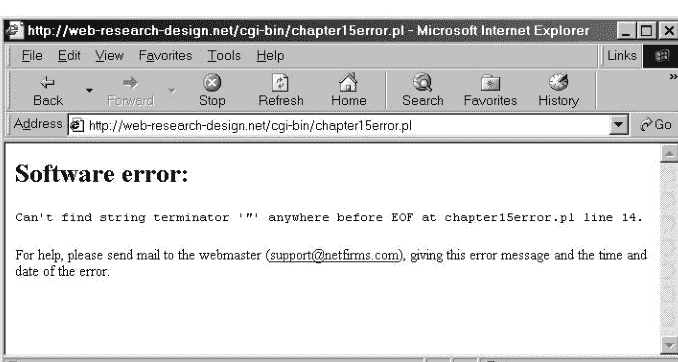 http://web-research-design.net/cgi-bin/chapter15error.pl - Microsoft Internet Explorer
File Edit View Favorites Tools Help Links
Back Forward Stop Refresh Home Search Favorites History »
Address http://web-research-design.net/cgi-bin/chapter15error.pl Go
Software error:
Can't find string terminator '"' anywhere before EOF at chapter15error.pl line 14.
For help, please send mail to the webmaster (support@netfirms.com), giving this error message and the time and
date of the error.